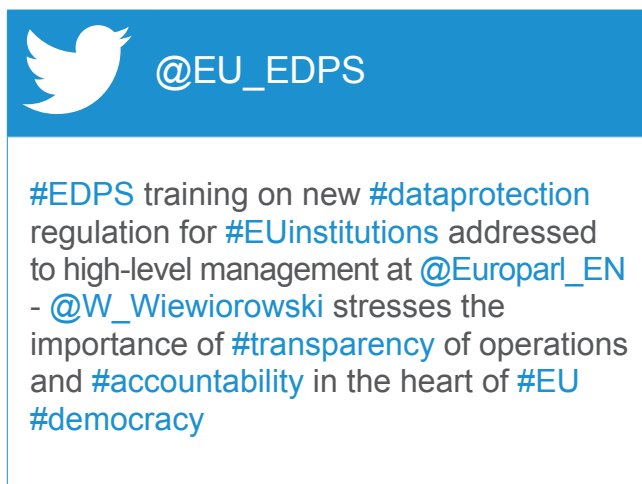 @EU_EDPS
#EDPS training on new #dataprotection
regulation for #EUinstitutions addressed
to high-level management at @Europarl_EN
- @W_Wiewiorowski stresses the
importance of #transparency of operations
and #accountability in the heart of #EU
#democracy